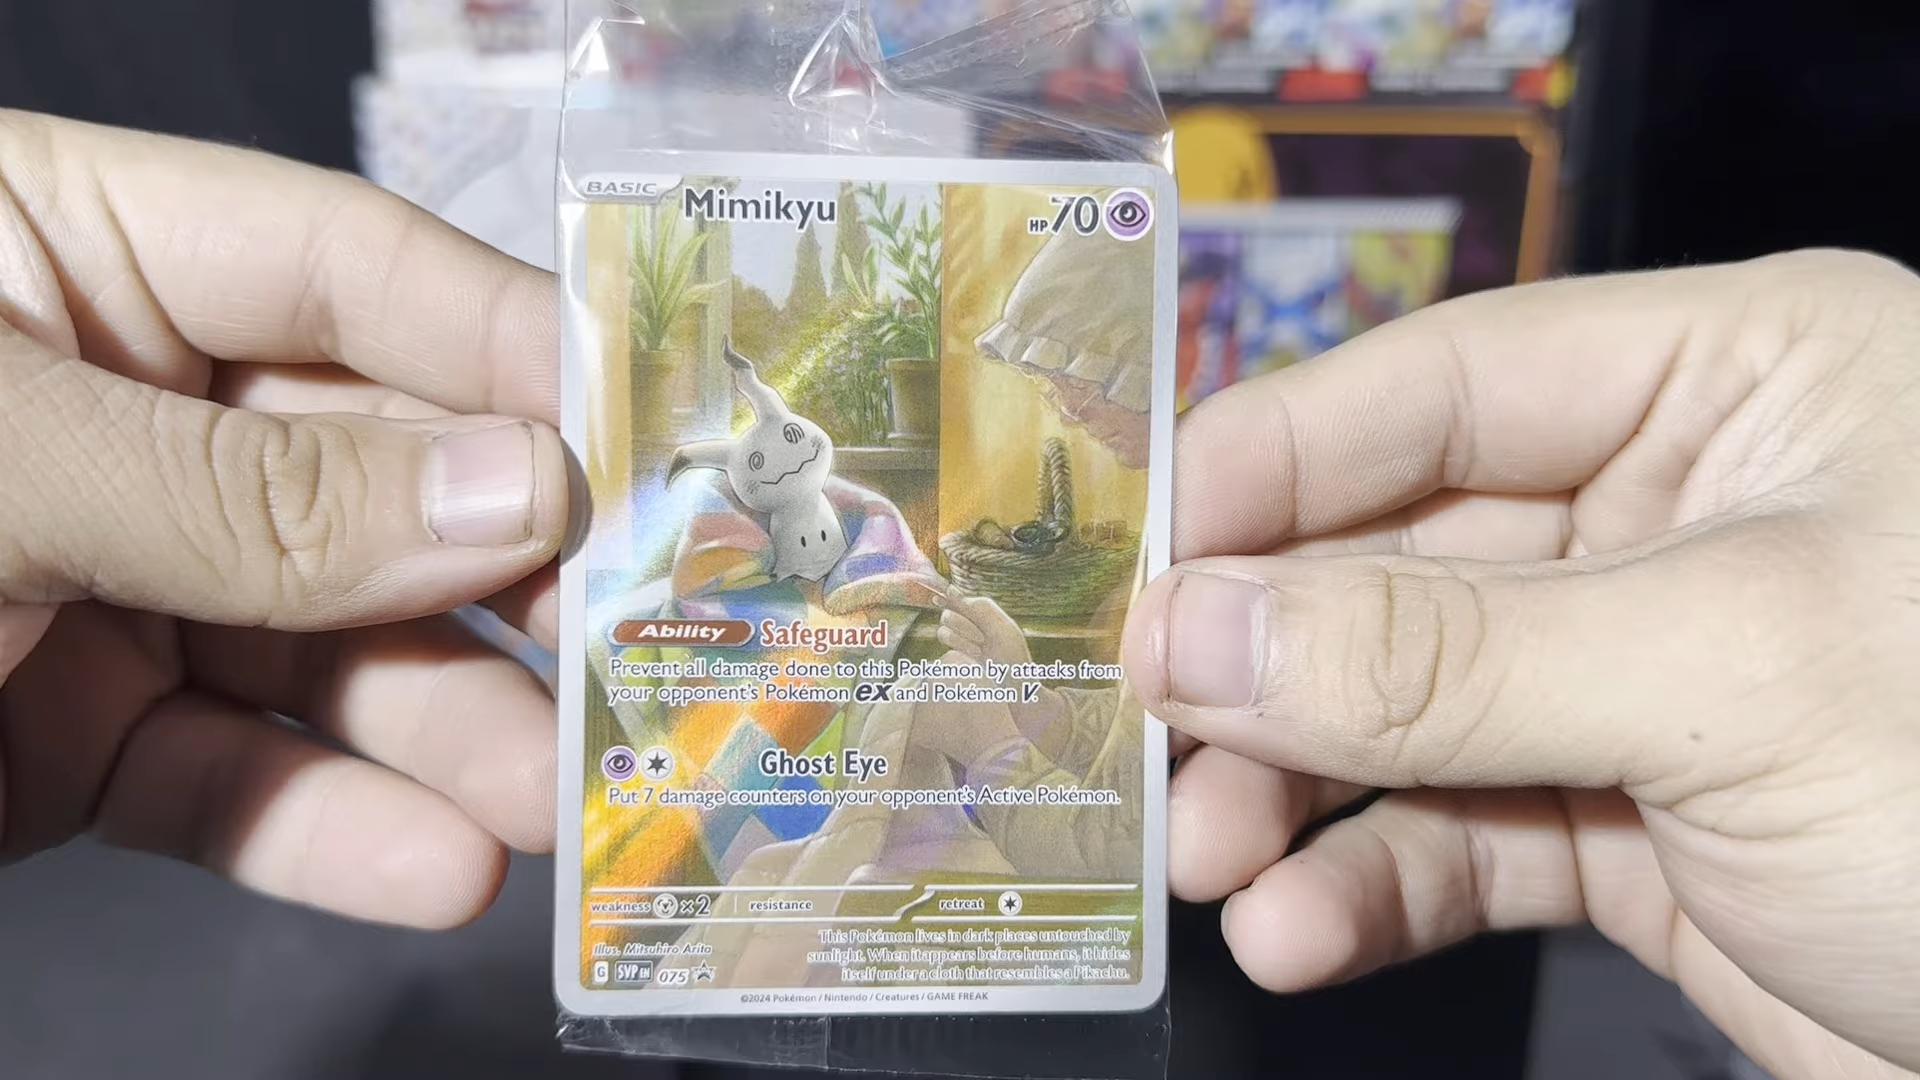 BASIC
Mimikyu
HP 70
Ability Safeguard
Prevent all damage done to this Pokémon by attacks from
your opponent's Pokémon ex and Pokémon V.
Ghost Eye
Put 7 damage counters on your opponent's Active Pokémon.
weakness ×2 resistance retreat
Illus. Mitsuhiro Arita
This Pokémon lives in dark places untouched by
sunlight. When it appears before humans, it hides
itself under a cloth that resembles a Pikachu.
G SVP EN 075
©2024 Pokémon / Nintendo / Creatures / GAME FREAK